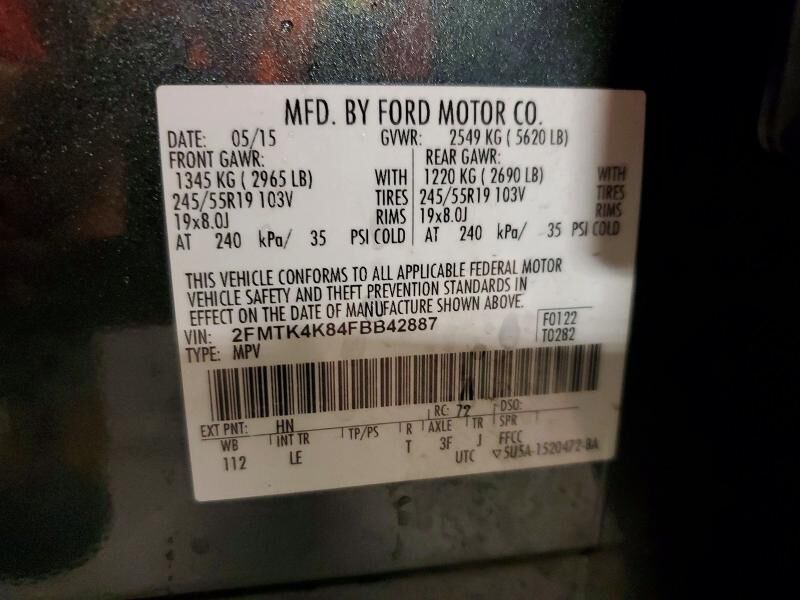 MFD. BY FORD MOTOR CO.
DATE: 05/15 GVWR: 2549 KG ( 5620 LB)
FRONT GAWR: REAR GAWR:
1345 KG ( 2965 LB) WITH 1220 KG ( 2690 LB) WITH
245/55R19 103V TIRES 245/55R19 103V TIRES
19x8.0J RIMS 19x8.0J RIMS
AT 240 kPa/ 35 PSI COLD AT 240 kPa/ 35 PSI COLD
THIS VEHICLE CONFORMS TO ALL APPLICABLE FEDERAL MOTOR
VEHICLE SAFETY AND THEFT PREVENTION STANDARDS IN
EFFECT ON THE DATE OF MANUFACTURE SHOWN ABOVE.
VIN: 2FMTK4K84FBB42887 F0122
TYPE: MPV T0282
EXT PNT: HN RC: 72 DSO:
WB INT TR TP/PS R AXLE TR SPR
112 LE T 3F J FFCC
UTC ▽5U5A-1520472-BA